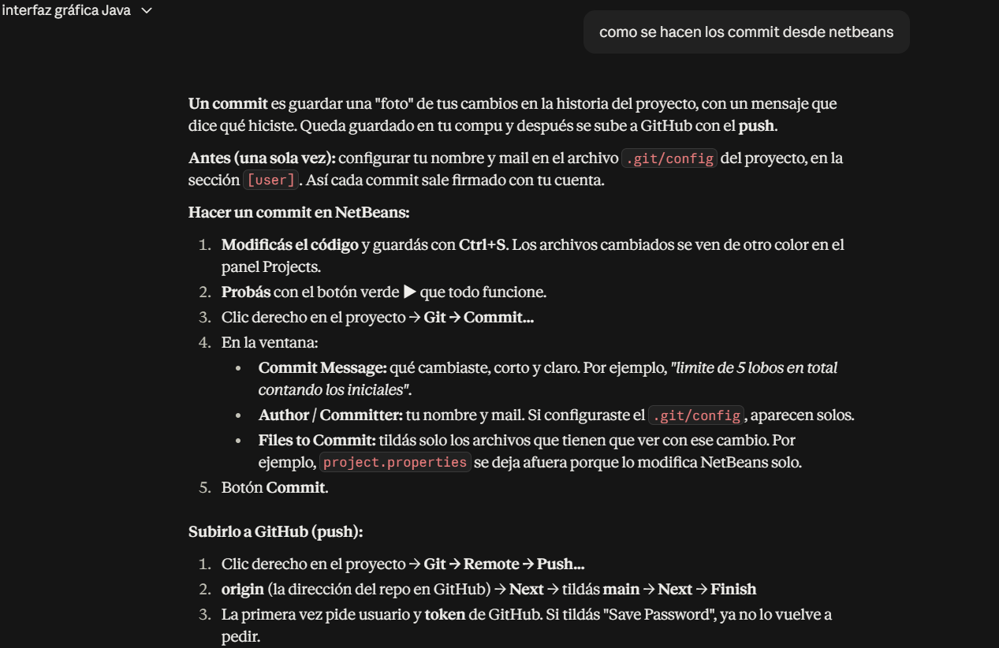 interfaz gráfica Java
como se hacen los commit desde netbeans
Un commit es guardar una "foto" de tus cambios en la historia del proyecto, con un mensaje que
dice qué hiciste. Queda guardado en tu compu y después se sube a GitHub con el push.
Antes (una sola vez): configurar tu nombre y mail en el archivo .git/config del proyecto, en la
sección [user]. Así cada commit sale firmado con tu cuenta.
Hacer un commit en NetBeans:
1. Modificás el código y guardás con Ctrl+S. Los archivos cambiados se ven de otro color en el
panel Projects.
2. Probás con el botón verde ▶ que todo funcione.
3. Clic derecho en el proyecto → Git → Commit...
4. En la ventana:
• Commit Message: qué cambiaste, corto y claro. Por ejemplo, "limite de 5 lobos en total
contando los iniciales".
• Author / Committer: tu nombre y mail. Si configuraste el .git/config, aparecen solos.
• Files to Commit: tildás solo los archivos que tienen que ver con ese cambio. Por
ejemplo, project.properties se deja afuera porque lo modifica NetBeans solo.
5. Botón Commit.
Subirlo a GitHub (push):
1. Clic derecho en el proyecto → Git → Remote → Push...
2. origin (la dirección del repo en GitHub) → Next → tildás main → Next → Finish
3. La primera vez pide usuario y token de GitHub. Si tildás "Save Password", ya no lo vuelve a
pedir.